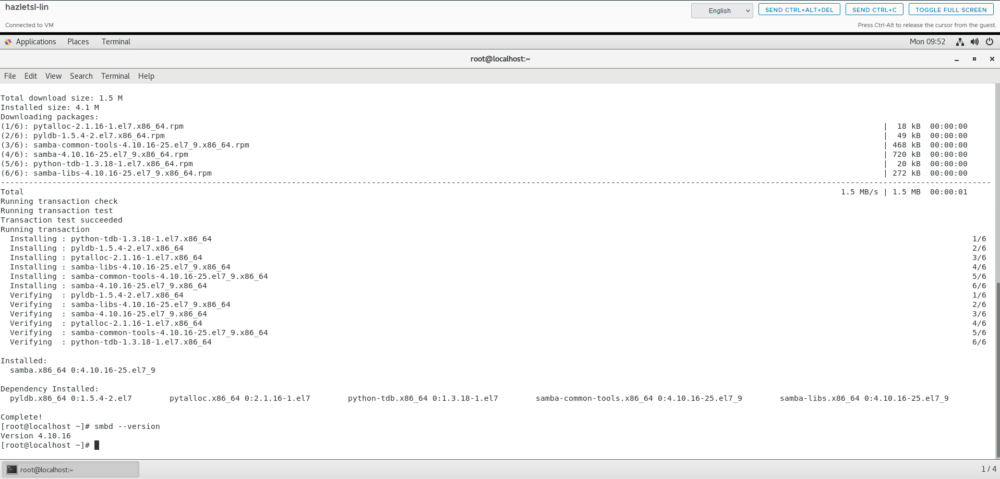 hazletsl-lin
English
SEND CTRL+ALT+DEL
SEND CTRL+C
TOGGLE FULL SCREEN
Connected to VM
Press Ctrl-Alt to release the cursor from the guest.
Applications Places Terminal Mon 09:52
root@localhost:~
File Edit View Search Terminal Help
Total download size: 1.5 M
Installed size: 4.1 M
Downloading packages:
(1/6): pytalloc-2.1.16-1.el7.x86_64.rpm | 18 kB 00:00:00
(2/6): pyldb-1.5.4-2.el7.x86_64.rpm | 49 kB 00:00:00
(3/6): samba-common-tools-4.10.16-25.el7_9.x86_64.rpm | 468 kB 00:00:00
(4/6): samba-4.10.16-25.el7_9.x86_64.rpm | 720 kB 00:00:00
(5/6): python-tdb-1.3.18-1.el7.x86_64.rpm | 20 kB 00:00:00
(6/6): samba-libs-4.10.16-25.el7_9.x86_64.rpm | 272 kB 00:00:00
--------------------------------------------------------------------------------
Total 1.5 MB/s | 1.5 MB 00:00:01
Running transaction check
Running transaction test
Transaction test succeeded
Running transaction
Installing : python-tdb-1.3.18-1.el7.x86_64 1/6
Installing : pyldb-1.5.4-2.el7.x86_64 2/6
Installing : pytalloc-2.1.16-1.el7.x86_64 3/6
Installing : samba-libs-4.10.16-25.el7_9.x86_64 4/6
Installing : samba-common-tools-4.10.16-25.el7_9.x86_64 5/6
Installing : samba-4.10.16-25.el7_9.x86_64 6/6
Verifying : pyldb-1.5.4-2.el7.x86_64 1/6
Verifying : samba-libs-4.10.16-25.el7_9.x86_64 2/6
Verifying : samba-4.10.16-25.el7_9.x86_64 3/6
Verifying : pytalloc-2.1.16-1.el7.x86_64 4/6
Verifying : samba-common-tools-4.10.16-25.el7_9.x86_64 5/6
Verifying : python-tdb-1.3.18-1.el7.x86_64 6/6
Installed:
samba.x86_64 0:4.10.16-25.el7_9
Dependency Installed:
pyldb.x86_64 0:1.5.4-2.el7 pytalloc.x86_64 0:2.1.16-1.el7 python-tdb.x86_64 0:1.3.18-1.el7 samba-common-tools.x86_64 0:4.10.16-25.el7_9 samba-libs.x86_64 0:4.10.16-25.el7_9
Complete!
[root@localhost ~]# smbd --version
Version 4.10.16
[root@localhost ~]#
root@localhost:~ 1 / 4